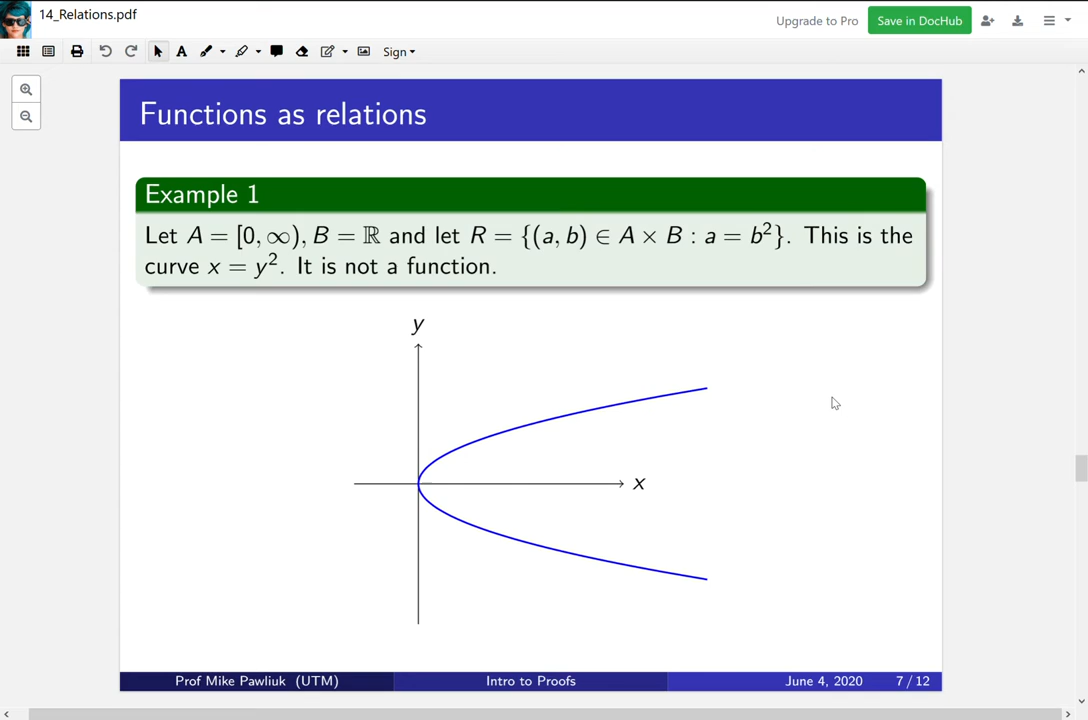 14_Relations.pdf
Upgrade to Pro
Save in DocHub
A
Sign
Functions as relations
Example 1
Let A = [0, ∞), B = ℝ and let R = {(a, b) ∈ A × B : a = b²}. This is the
curve x = y². It is not a function.
y
x
Prof Mike Pawliuk (UTM)
Intro to Proofs
June 4, 2020
7 / 12